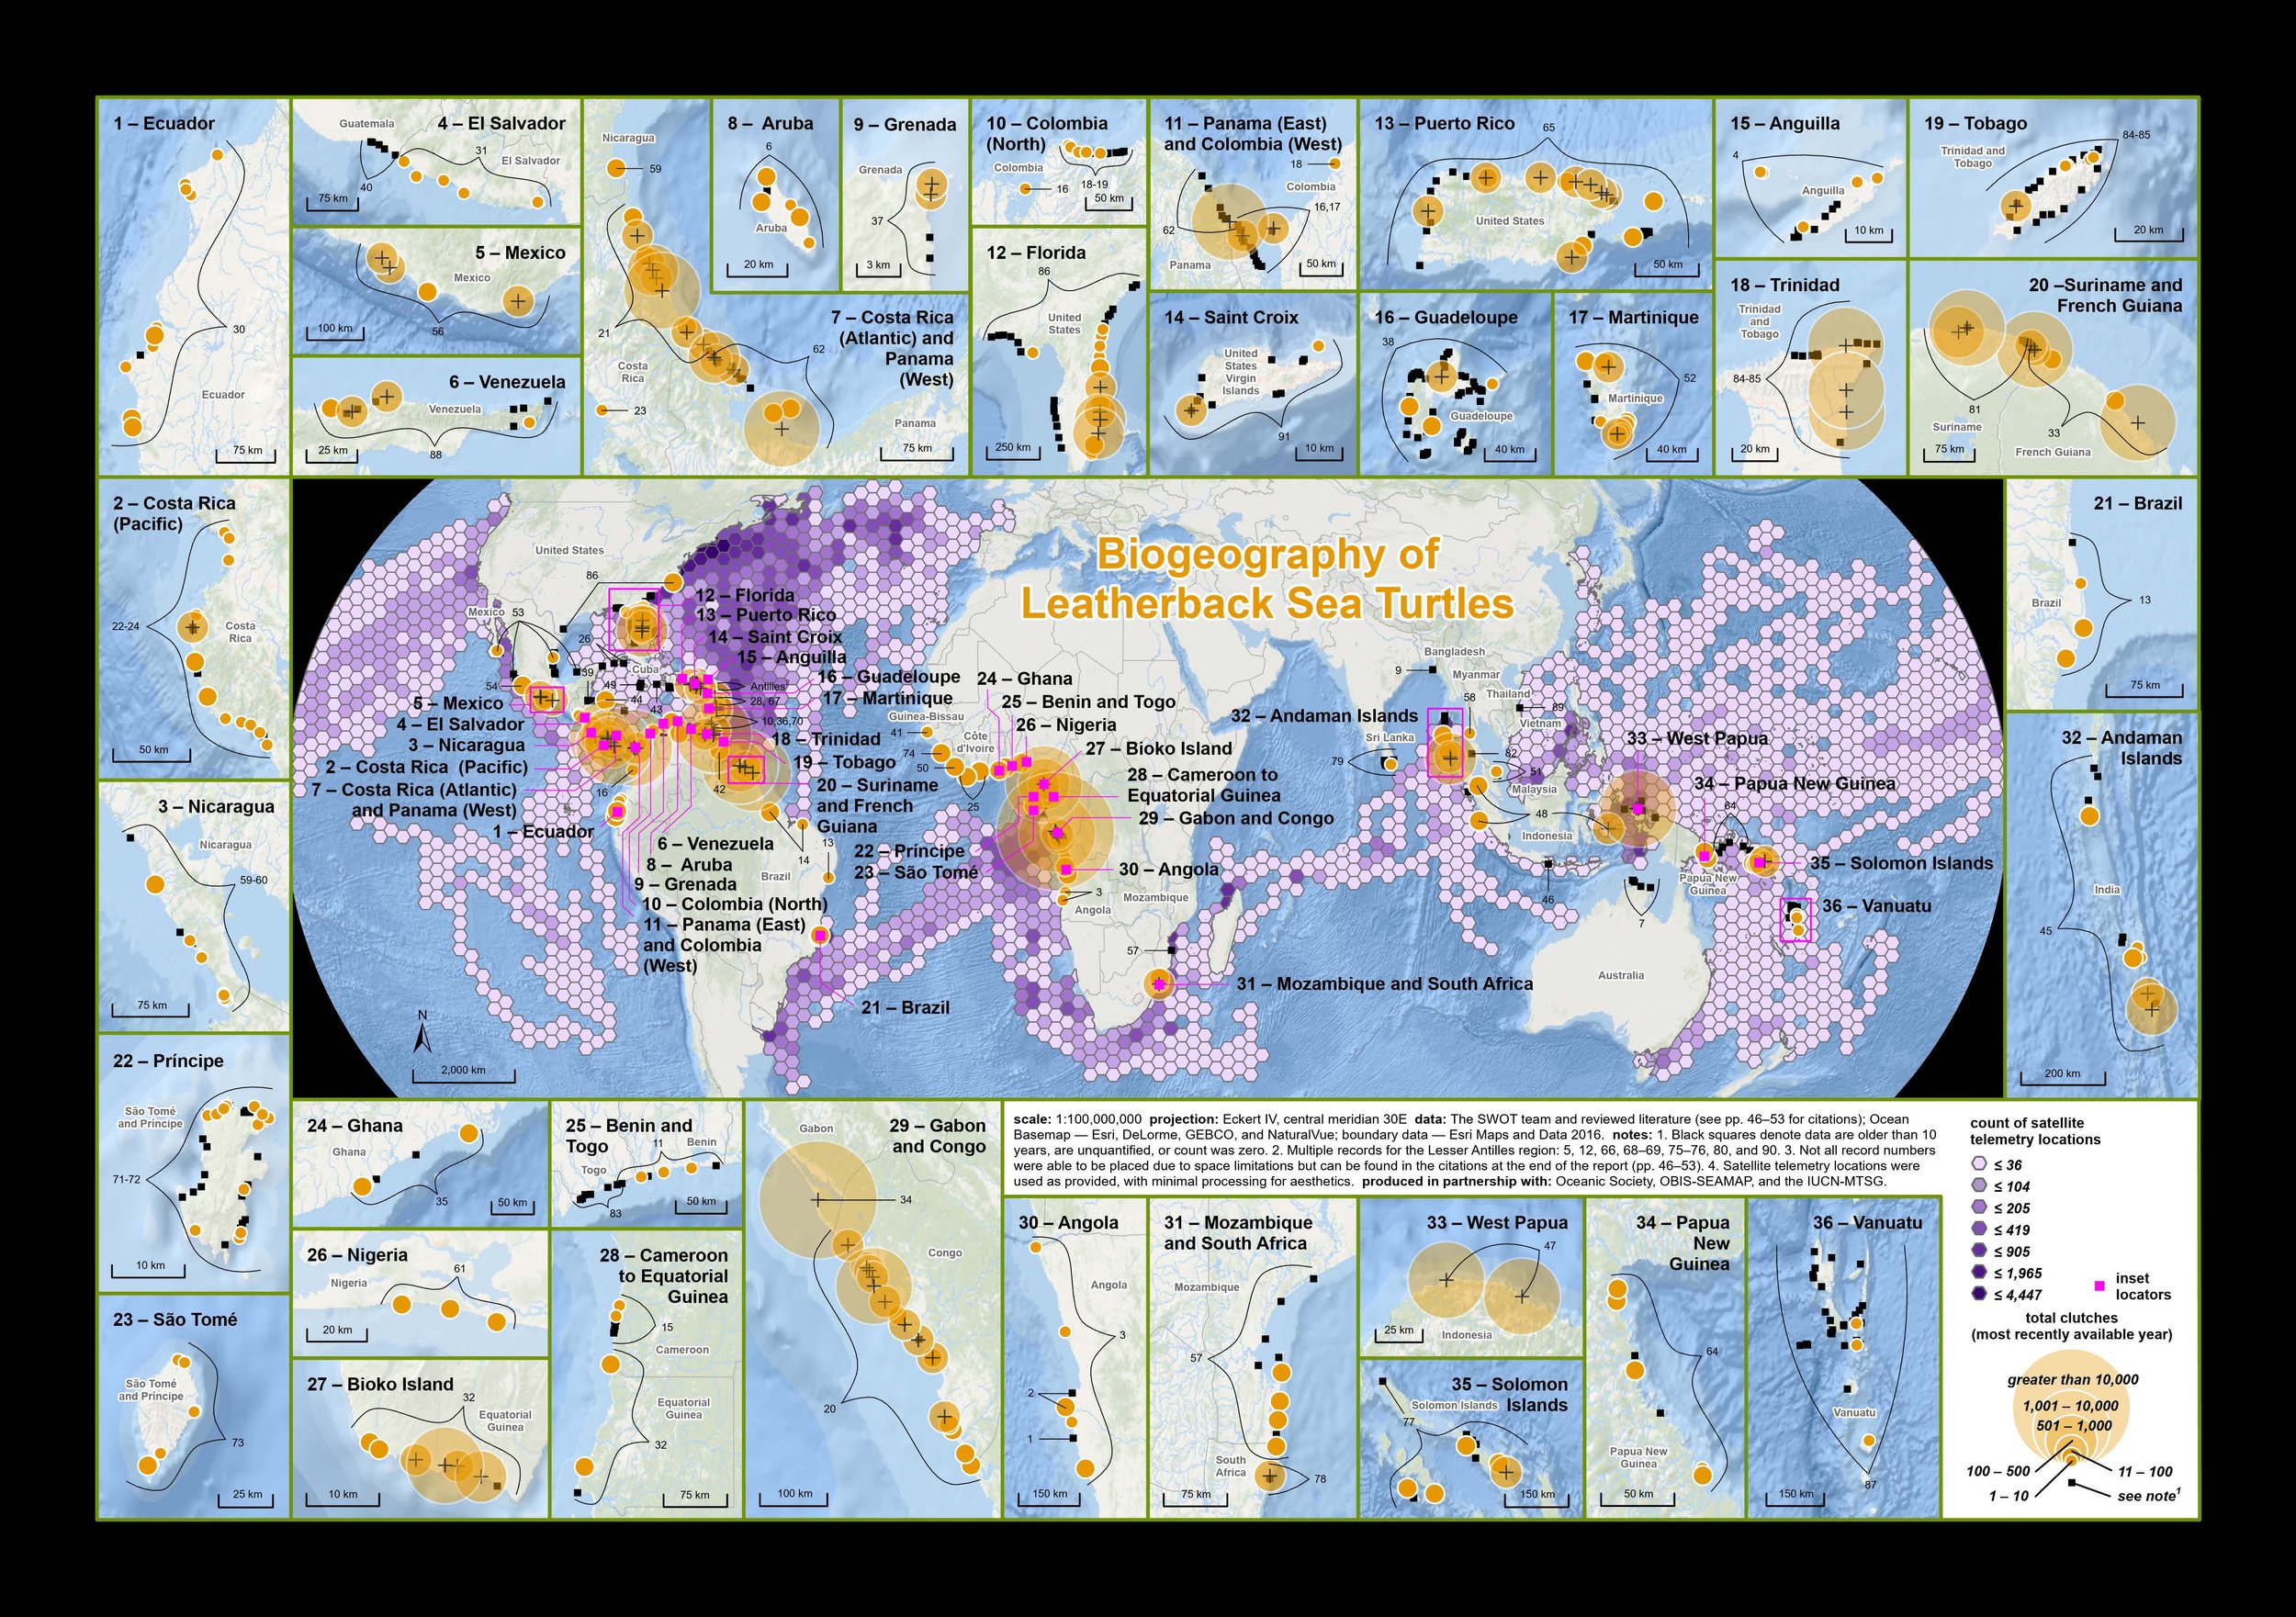 1 – Ecuador
30
Ecuador
75 km
Guatemala
4 – El Salvador
31
El Salvador
40
75 km
5 – Mexico
Mexico
100 km
56
6 – Venezuela
Venezuela
25 km
88
Nicaragua
59
21
Costa
Rica
23
62
7 – Costa Rica
(Atlantic) and
Panama
(West)
Panama
75 km
8 – Aruba
6
Aruba
20 km
9 – Grenada
Grenada
37
3 km
10 – Colombia
(North)
Colombia
16
18-19
50 km
12 – Florida
86
United
States
250 km
11 – Panama (East)
and Colombia (West)
18
Colombia
16,17
62
Panama
50 km
13 – Puerto Rico
65
United States
50 km
14 – Saint Croix
United
States
Virgin
Islands
91
10 km
16 – Guadeloupe
38
Guadeloupe
40 km
17 – Martinique
52
Martinique
40 km
15 – Anguilla
4
Anguilla
10 km
18 – Trinidad
Trinidad
and
Tobago
84-85
20 km
19 – Tobago
84-85
Trinidad and
Tobago
20 km
20 –Suriname and
French Guiana
81
Suriname
33
75 km
French Guiana
2 – Costa Rica
(Pacific)
22-24
Costa
Rica
50 km
3 – Nicaragua
Nicaragua
59-60
75 km
22 – Príncipe
São Tomé
and Príncipe
71-72
10 km
23 – São Tomé
São Tomé
and Príncipe
73
25 km
Biogeography of
Leatherback Sea Turtles
United States
86
12 – Florida
13 – Puerto Rico
14 – Saint Croix
15 – Anguilla
16 – Guadeloupe
17 – Martinique
18 – Trinidad
19 – Tobago
20 – Suriname
and French
Guiana
Mexico
53
26
Cuba
39
49
44
43
Antilles²
28, 67
10,36,70
54
5 – Mexico
4 – El Salvador
3 – Nicaragua
2 – Costa Rica (Pacific)
7 – Costa Rica (Atlantic)
and Panama (West)
1 – Ecuador
16
42
6 – Venezuela
8 – Aruba
9 – Grenada
10 – Colombia (North)
11 – Panama (East)
and Colombia
(West)
Brazil
14
13
21 – Brazil
N
2,000 km
24 – Ghana
25 – Benin and Togo
26 – Nigeria
27 – Bioko Island
28 – Cameroon to
Equatorial Guinea
29 – Gabon and Congo
22 – Príncipe
23 – São Tomé
30 – Angola
Guinea-Bissau
41
74
50
Côte
d'Ivoire
25
3
Angola
Mozambique
57
31 – Mozambique and South Africa
Bangladesh
9
Myanmar
58
Thailand
89
Vietnam
32 – Andaman Islands
Sri Lanka
79
82
51
Malaysia
48
Indonesia
46
33 – West Papua
34 – Papua New Guinea
64
35 – Solomon Islands
Papua New
Guinea
36 – Vanuatu
7
Australia
21 – Brazil
Brazil
13
75 km
32 – Andaman
Islands
India
45
200 km
24 – Ghana
Ghana
35
50 km
25 – Benin and
Togo
11
Benin
Togo
83
50 km
26 – Nigeria
Nigeria
61
20 km
27 – Bioko Island
32
Equatorial
Guinea
10 km
28 – Cameroon
to Equatorial
Guinea
15
Cameroon
Equatorial
Guinea
32
75 km
29 – Gabon
and Congo
Gabon
34
Congo
20
100 km
scale: 1:100,000,000 projection: Eckert IV, central meridian 30E data: The SWOT team and reviewed literature (see pp. 46–53 for citations); Ocean
Basemap — Esri, DeLorme, GEBCO, and NaturalVue; boundary data — Esri Maps and Data 2016. notes: 1. Black squares denote data are older than 10
years, are unquantified, or count was zero. 2. Multiple records for the Lesser Antilles region: 5, 12, 66, 68–69, 75–76, 80, and 90. 3. Not all record numbers
were able to be placed due to space limitations but can be found in the citations at the end of the report (pp. 46–53). 4. Satellite telemetry locations were
used as provided, with minimal processing for aesthetics. produced in partnership with: Oceanic Society, OBIS-SEAMAP, and the IUCN-MTSG.
30 – Angola
Angola
3
2
1
150 km
31 – Mozambique
and South Africa
Mozambique
57
South
Africa
78
75 km
33 – West Papua
47
25 km
Indonesia
35 – Solomon
Islands
Solomon Islands
77
150 km
34 – Papua
New
Guinea
64
Papua New
Guinea
50 km
36 – Vanuatu
Vanuatu
150 km
87
count of satellite
telemetry locations
≤ 36
≤ 104
≤ 205
≤ 419
≤ 905
≤ 1,965
≤ 4,447
inset
locators
total clutches
(most recently available year)
greater than 10,000
1,001 – 10,000
501 – 1,000
100 – 500
11 – 100
1 – 10
see note¹